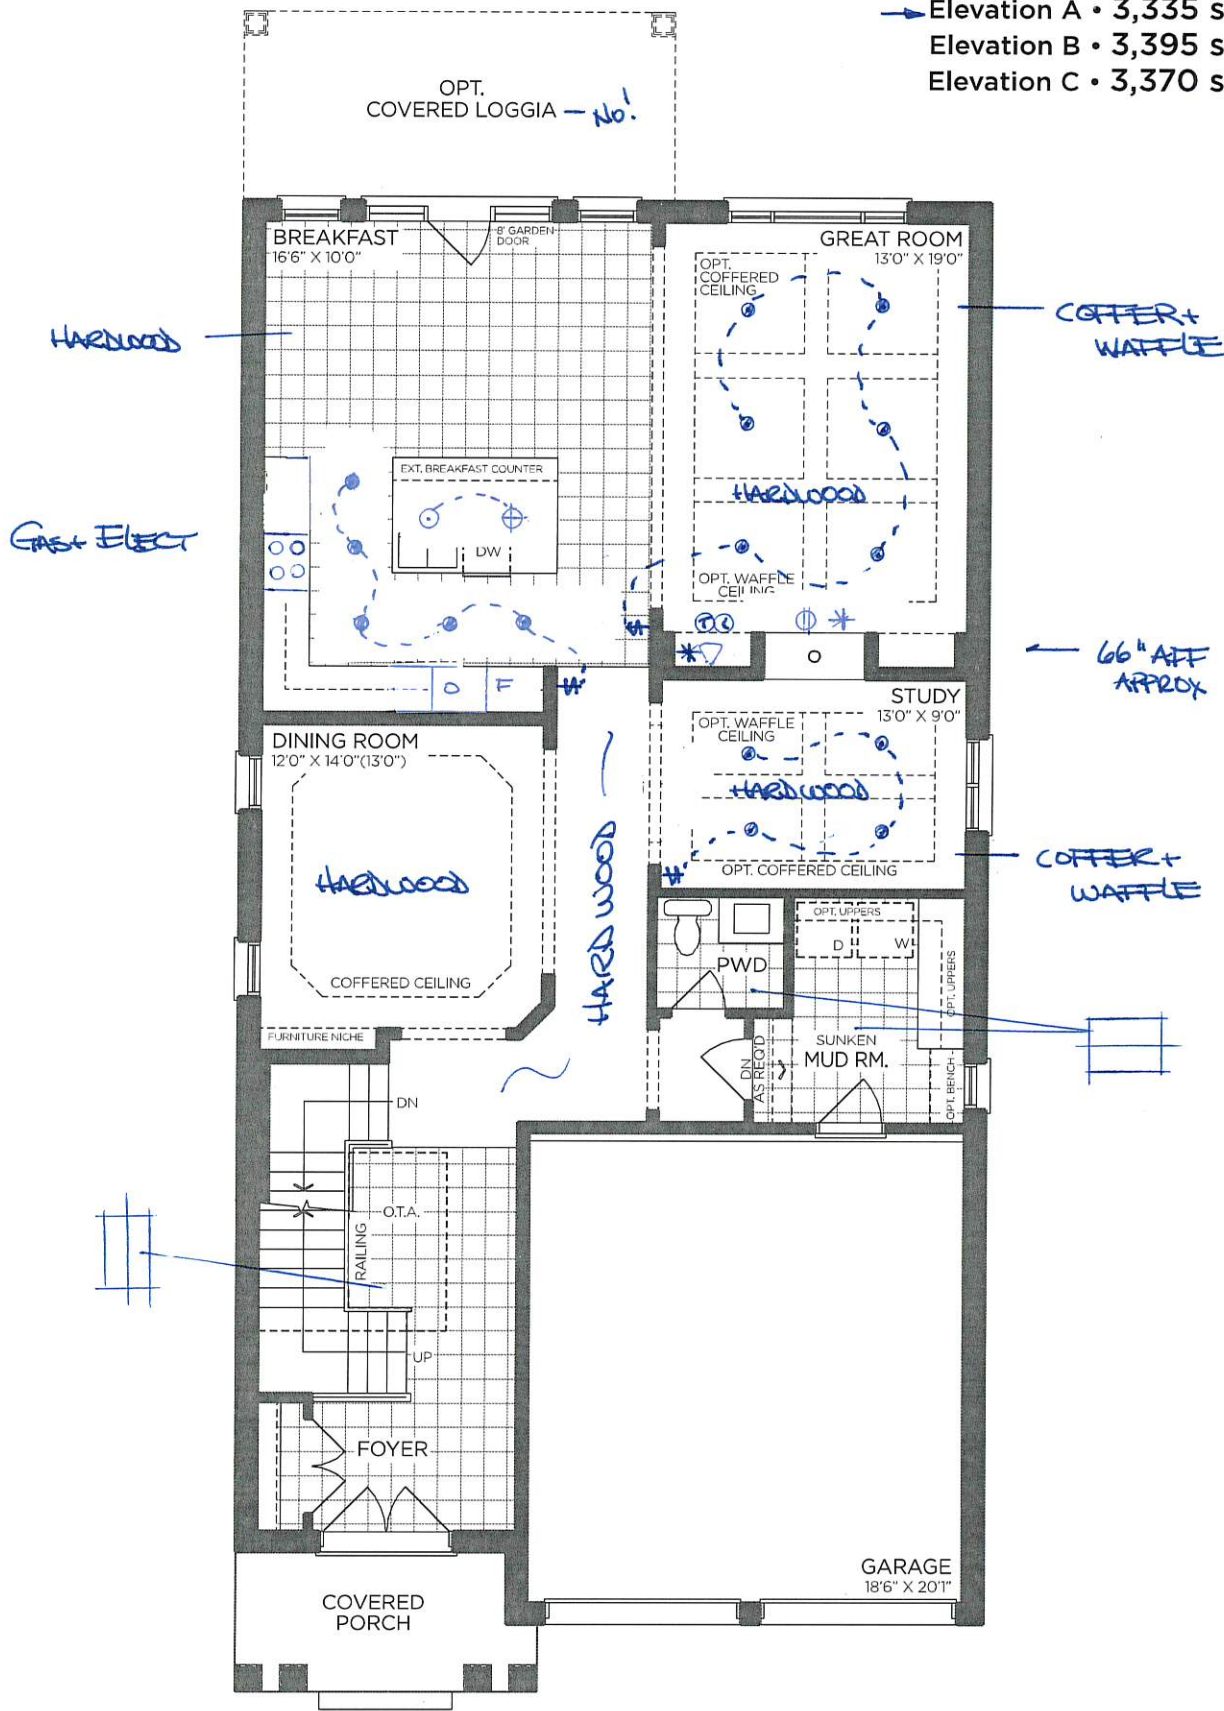 Elevation A • 3,335 s
Elevation B • 3,395 s
Elevation C • 3,370 s
OPT.
COVERED LOGGIA — No!
BREAKFAST
16'6" X 10'0"
8' GARDEN
DOOR
GREAT ROOM
13'0" X 19'0"
OPT.
COFFERED
CEILING
HARDWOOD
COFFER +
WAFFLE
EXT. BREAKFAST COUNTER
HARDWOOD
GAS + ELECT
DW
OPT. WAFFLE
CEILING
66" AFF
APPROX
O
O F
STUDY
13'0" X 9'0"
OPT. WAFFLE
CEILING
HARDWOOD
OPT. COFFERED CEILING
COFFER +
WAFFLE
DINING ROOM
12'0" X 14'0"(13'0")
HARDWOOD
COFFERED CEILING
FURNITURE NICHE
HARDWOOD
PWD
OPT. UPPERS
D W
OPT. UPPERS
SUNKEN
MUD RM.
DN
AS REQ'D
OPT. BENCH
DN
O.T.A.
RAILING
UP
FOYER
GARAGE
18'6" X 20'1"
COVERED
PORCH